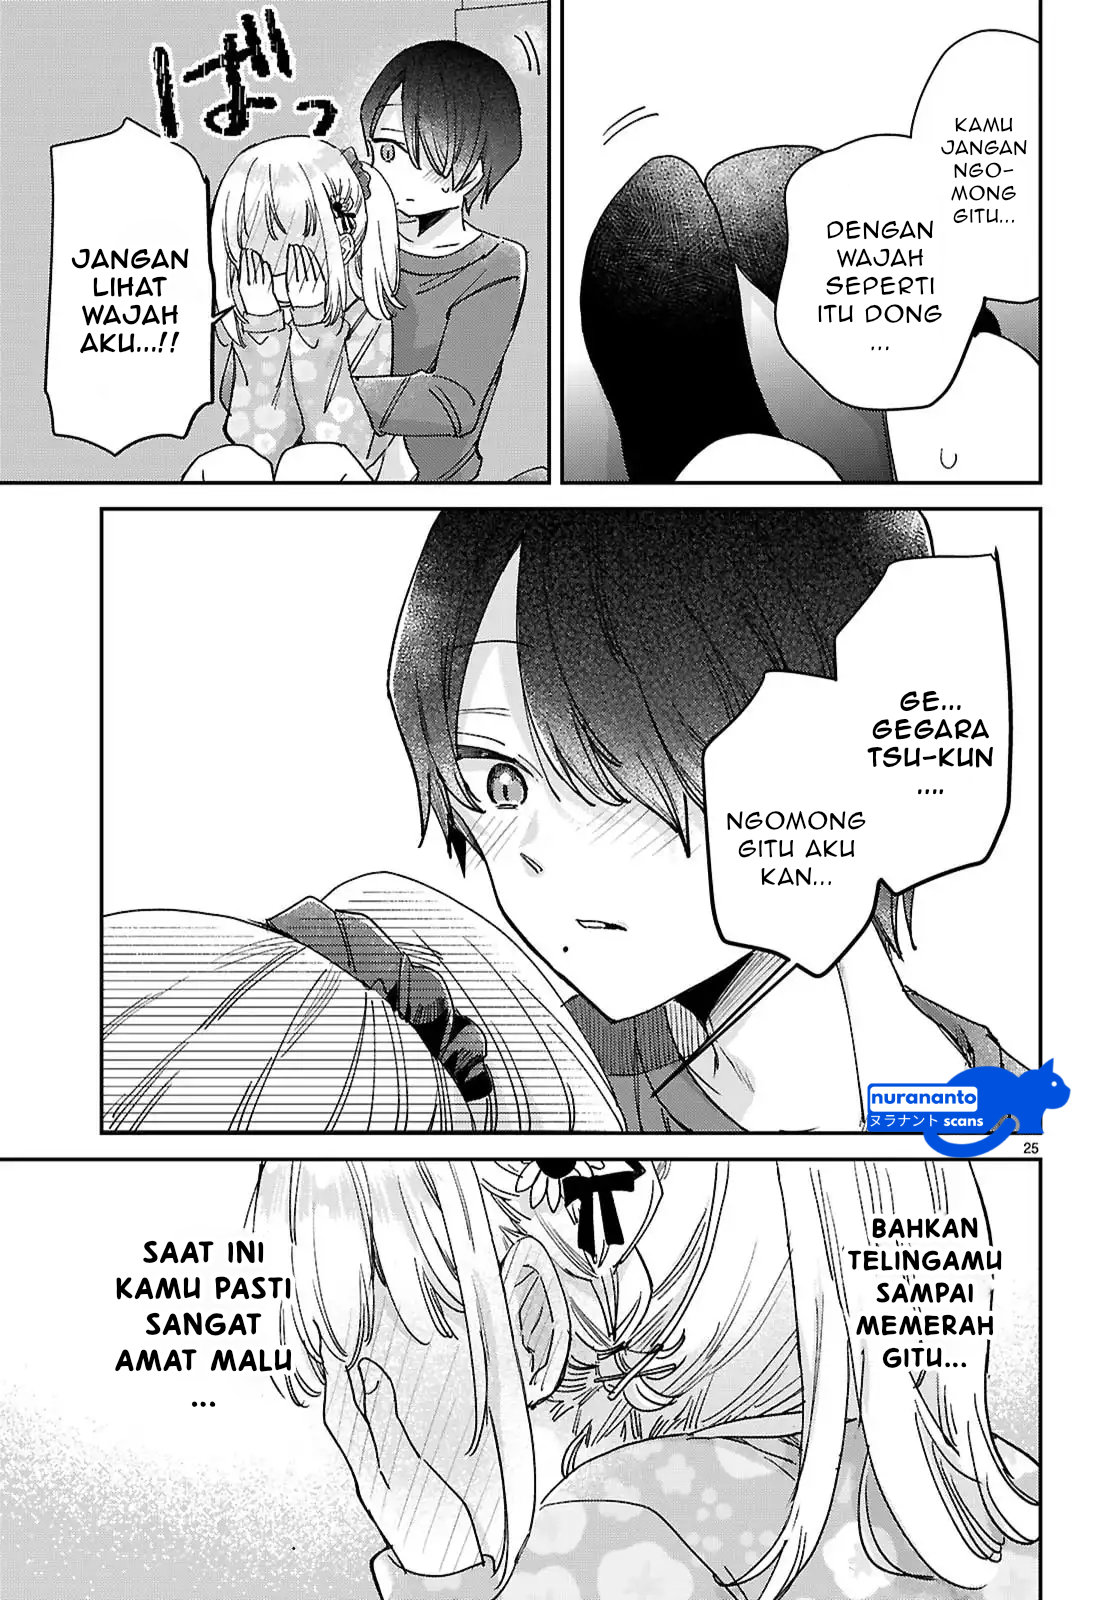 KAMU
JANGAN
NGO-
MONG
GITU...
DENGAN
WAJAH
SEPERTI
ITU DONG
...
ばっ
JANGAN
LIHAT
WAJAH
AKU...!!
GE...
GEGARA
TSU-KUN
....
NGOMONG
GITU AKU
KAN...
nurananto
ヌラナント scans
25
BAHKAN
TELINGAMU
SAMPAI
MEMERAH
GITU...
SAAT INI
KAMU PASTI
SANGAT
AMAT MALU
...